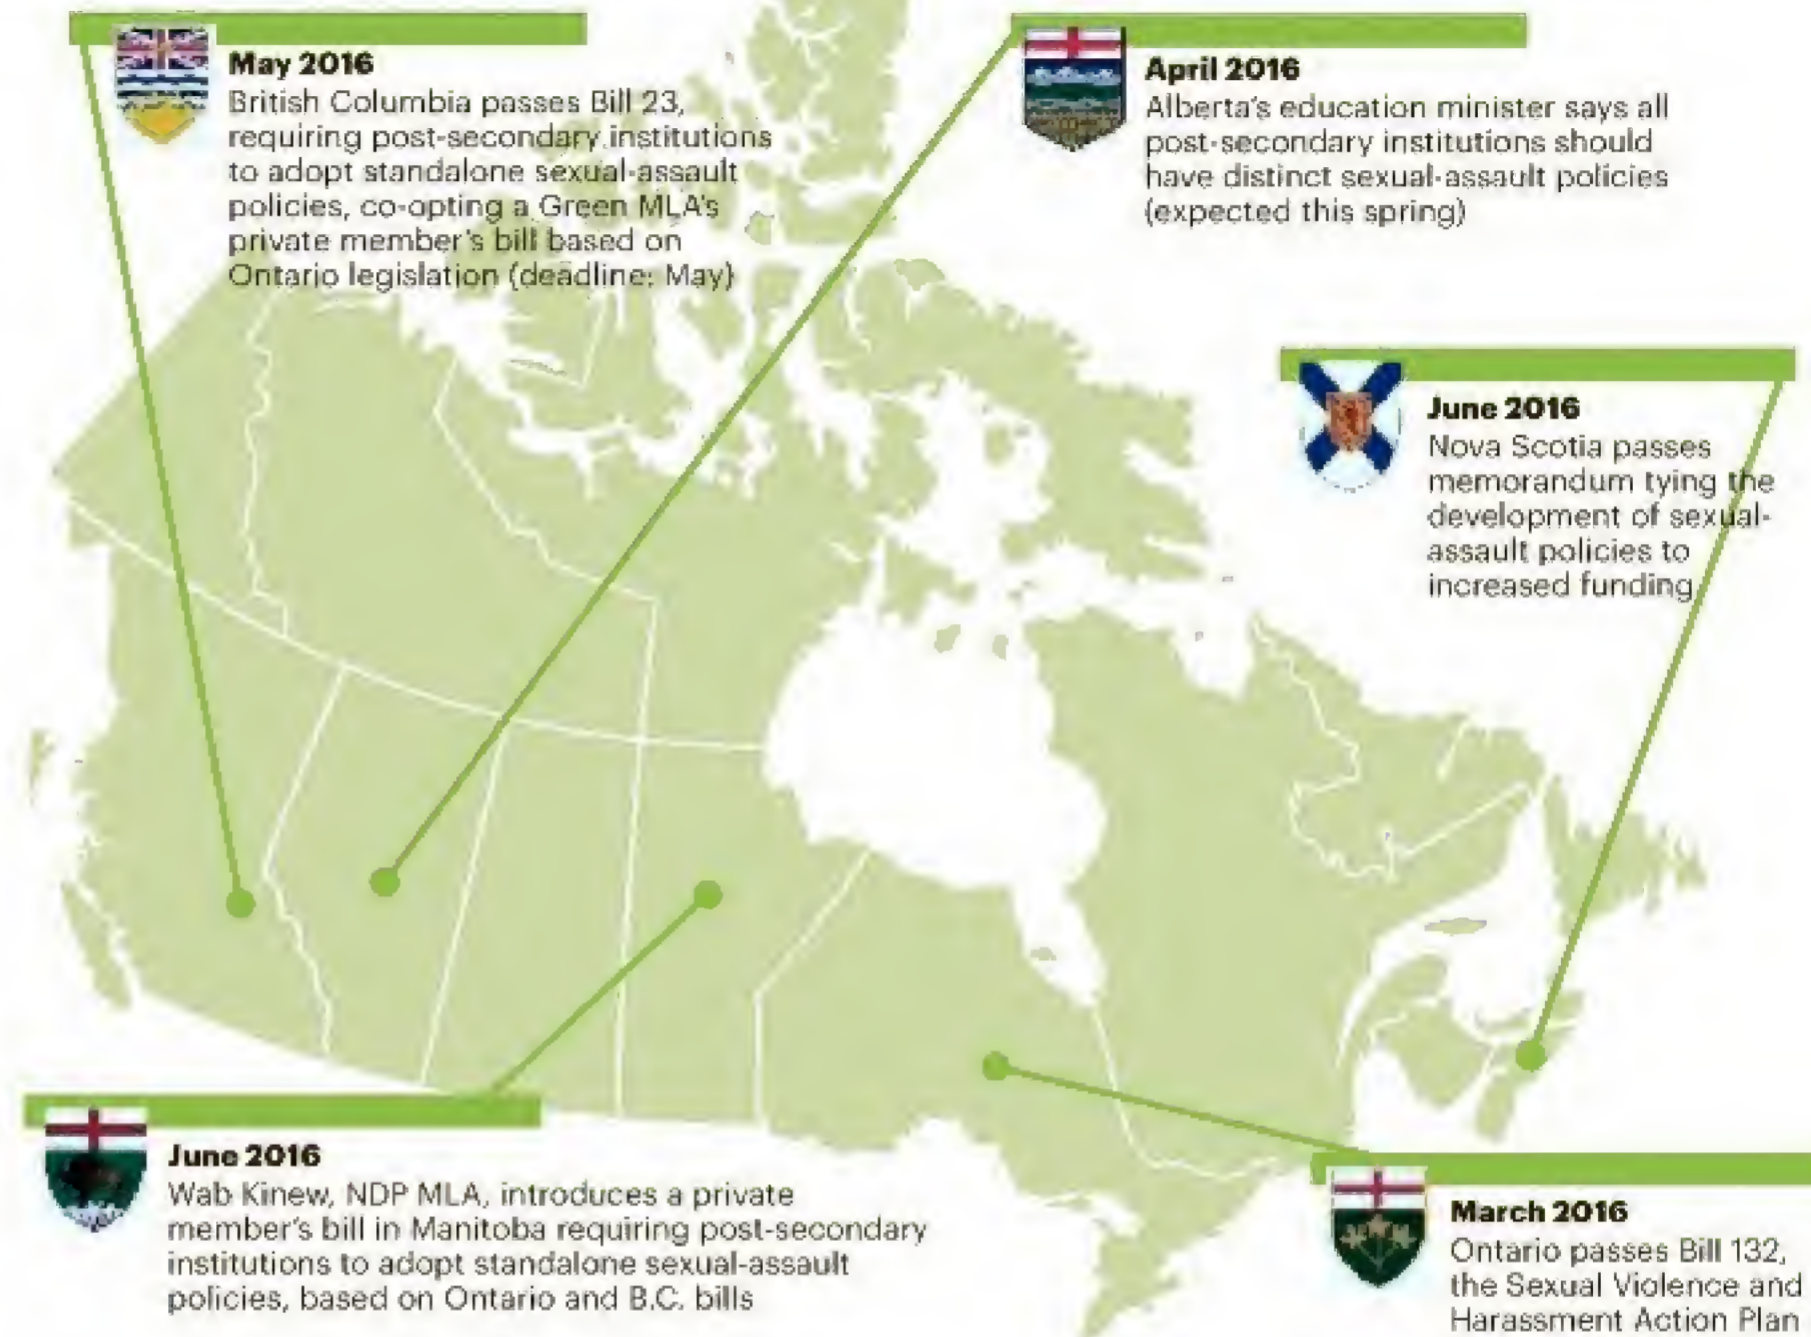 May 2016
British Columbia passes Bill 23,
requiring post-secondary institutions
to adopt standalone sexual-assault
policies, co-opting a Green MLA's
private member's bill based on
Ontario legislation (deadline: May)
April 2016
Alberta's education minister says all
post-secondary institutions should
have distinct sexual-assault policies
(expected this spring)
June 2016
Nova Scotia passes
memorandum tying the
development of sexual-
assault policies to
increased funding
June 2016
Wab Kinew, NDP MLA, introduces a private
member's bill in Manitoba requiring post-secondary
institutions to adopt standalone sexual-assault
policies, based on Ontario and B.C. bills
March 2016
Ontario passes Bill 132,
the Sexual Violence and
Harassment Action Plan